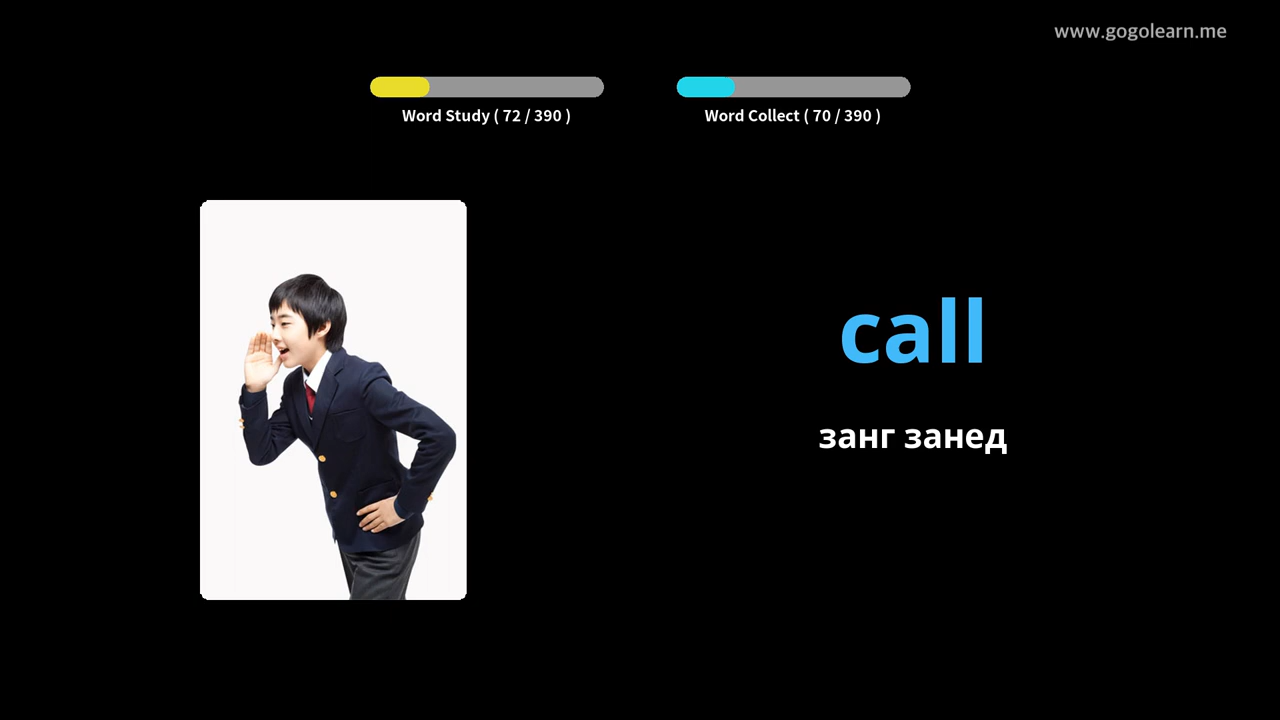 www.gogolearn.me
Word Study ( 72 / 390 )
Word Collect ( 70 / 390 )
call
занг занед